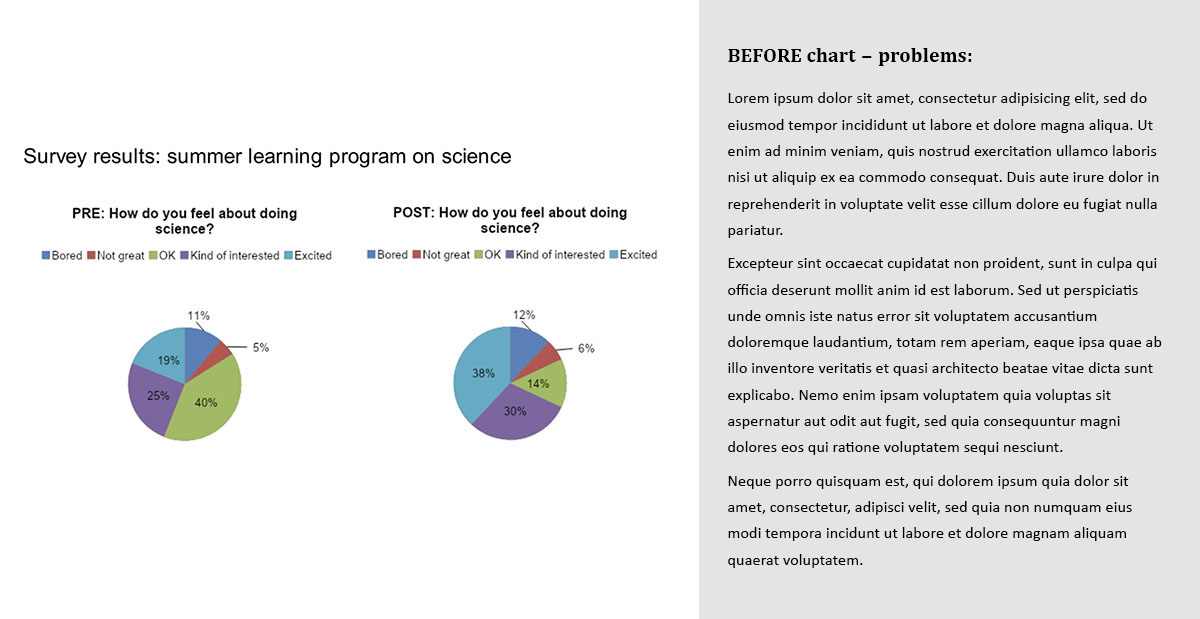 Survey results: summer learning program on science
PRE: How do you feel about doing
science?
Bored Not great OK Kind of interested Excited
11%
5%
19%
25%
40%
POST: How do you feel about doing
science?
Bored Not great OK Kind of interested Excited
12%
6%
38%
14%
30%
BEFORE chart – problems:
Lorem ipsum dolor sit amet, consectetur adipisicing elit, sed do
eiusmod tempor incididunt ut labore et dolore magna aliqua. Ut
enim ad minim veniam, quis nostrud exercitation ullamco laboris
nisi ut aliquip ex ea commodo consequat. Duis aute irure dolor in
reprehenderit in voluptate velit esse cillum dolore eu fugiat nulla
pariatur.
Excepteur sint occaecat cupidatat non proident, sunt in culpa qui
officia deserunt mollit anim id est laborum. Sed ut perspiciatis
unde omnis iste natus error sit voluptatem accusantium
doloremque laudantium, totam rem aperiam, eaque ipsa quae ab
illo inventore veritatis et quasi architecto beatae vitae dicta sunt
explicabo. Nemo enim ipsam voluptatem quia voluptas sit
aspernatur aut odit aut fugit, sed quia consequuntur magni
dolores eos qui ratione voluptatem sequi nesciunt.
Neque porro quisquam est, qui dolorem ipsum quia dolor sit
amet, consectetur, adipisci velit, sed quia non numquam eius
modi tempora incidunt ut labore et dolore magnam aliquam
quaerat voluptatem.